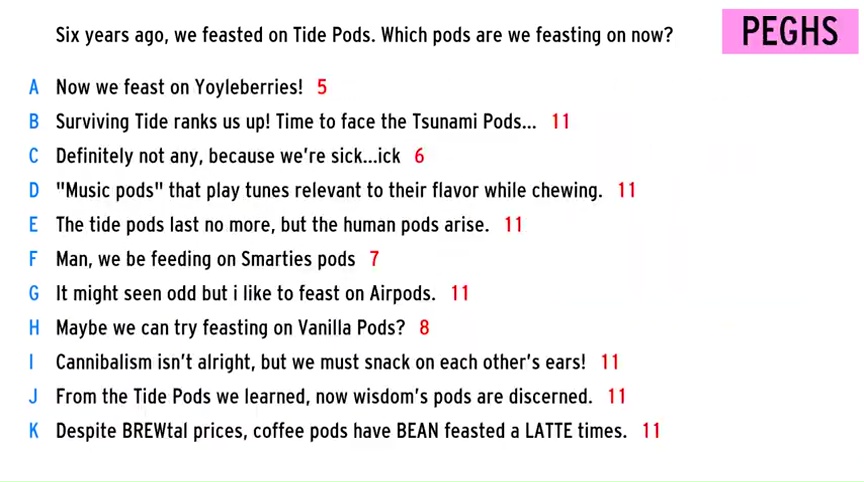 Six years ago, we feasted on Tide Pods. Which pods are we feasting on now?
PEGHS
A Now we feast on Yoyleberries! 5
B Surviving Tide ranks us up! Time to face the Tsunami Pods... 11
C Definitely not any, because we're sick...ick 6
D "Music pods" that play tunes relevant to their flavor while chewing. 11
E The tide pods last no more, but the human pods arise. 11
F Man, we be feeding on Smarties pods 7
G It might seen odd but i like to feast on Airpods. 11
H Maybe we can try feasting on Vanilla Pods? 8
I Cannibalism isn't alright, but we must snack on each other's ears! 11
J From the Tide Pods we learned, now wisdom's pods are discerned. 11
K Despite BREWtal prices, coffee pods have BEAN feasted a LATTE times. 11